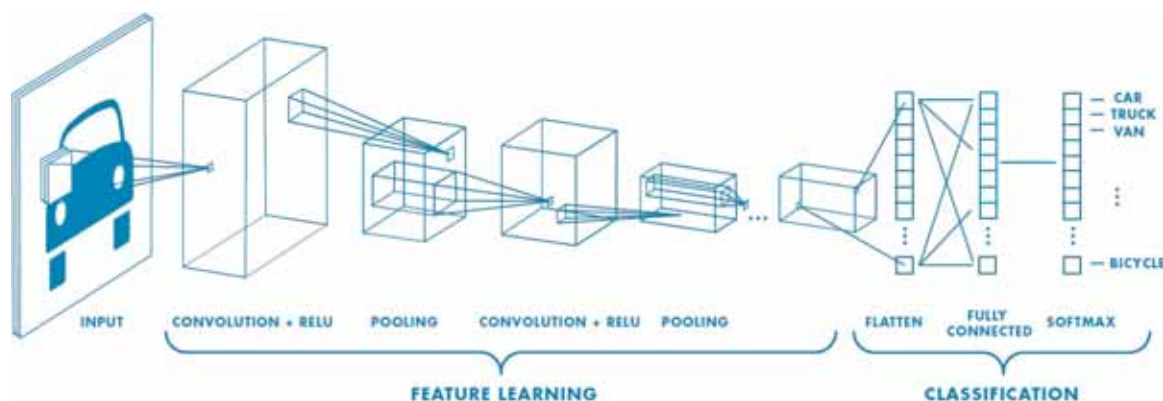 CAR
TRUCK
VAN
BICYCLE
INPUT
CONVOLUTION + RELU
POOLING
CONVOLUTION + RELU
POOLING
FLATTEN
FULLY
CONNECTED
SOFTMAX
FEATURE LEARNING
CLASSIFICATION